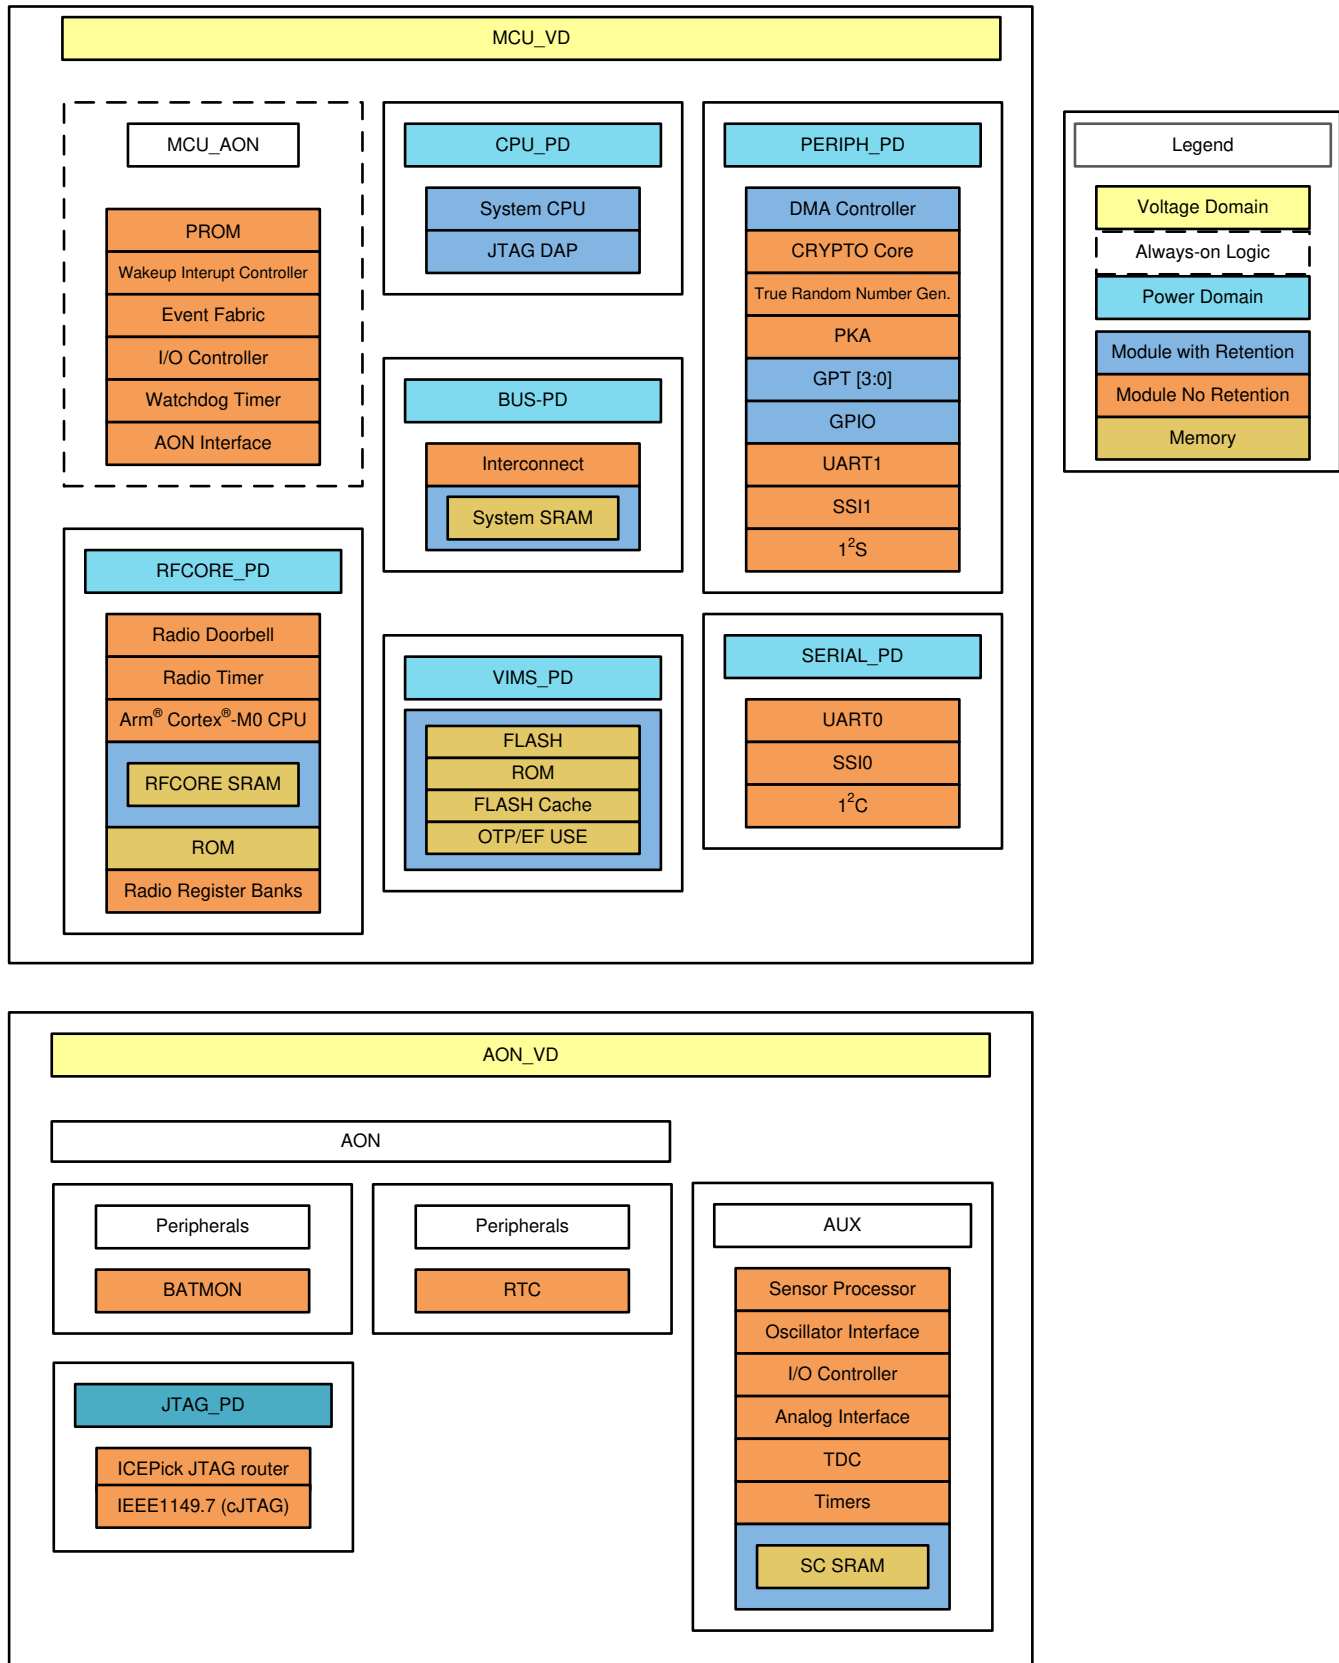 MCU_VD
MCU_AON
PROM
Wakeup Interupt Controller
Event Fabric
I/O Controller
Watchdog Timer
AON Interface
CPU_PD
System CPU
JTAG DAP
PERIPH_PD
DMA Controller
CRYPTO Core
True Random Number Gen.
PKA
GPT [3:0]
GPIO
UART1
SSI1
1²S
Legend
Voltage Domain
Always-on Logic
Power Domain
Module with Retention
Module No Retention
Memory
BUS-PD
Interconnect
System SRAM
RFCORE_PD
Radio Doorbell
Radio Timer
Arm® Cortex®-M0 CPU
RFCORE SRAM
ROM
Radio Register Banks
VIMS_PD
FLASH
ROM
FLASH Cache
OTP/EF USE
SERIAL_PD
UART0
SSI0
1²C
AON_VD
AON
Peripherals
BATMON
Peripherals
RTC
AUX
Sensor Processor
Oscillator Interface
I/O Controller
Analog Interface
TDC
Timers
SC SRAM
JTAG_PD
ICEPick JTAG router
IEEE1149.7 (cJTAG)